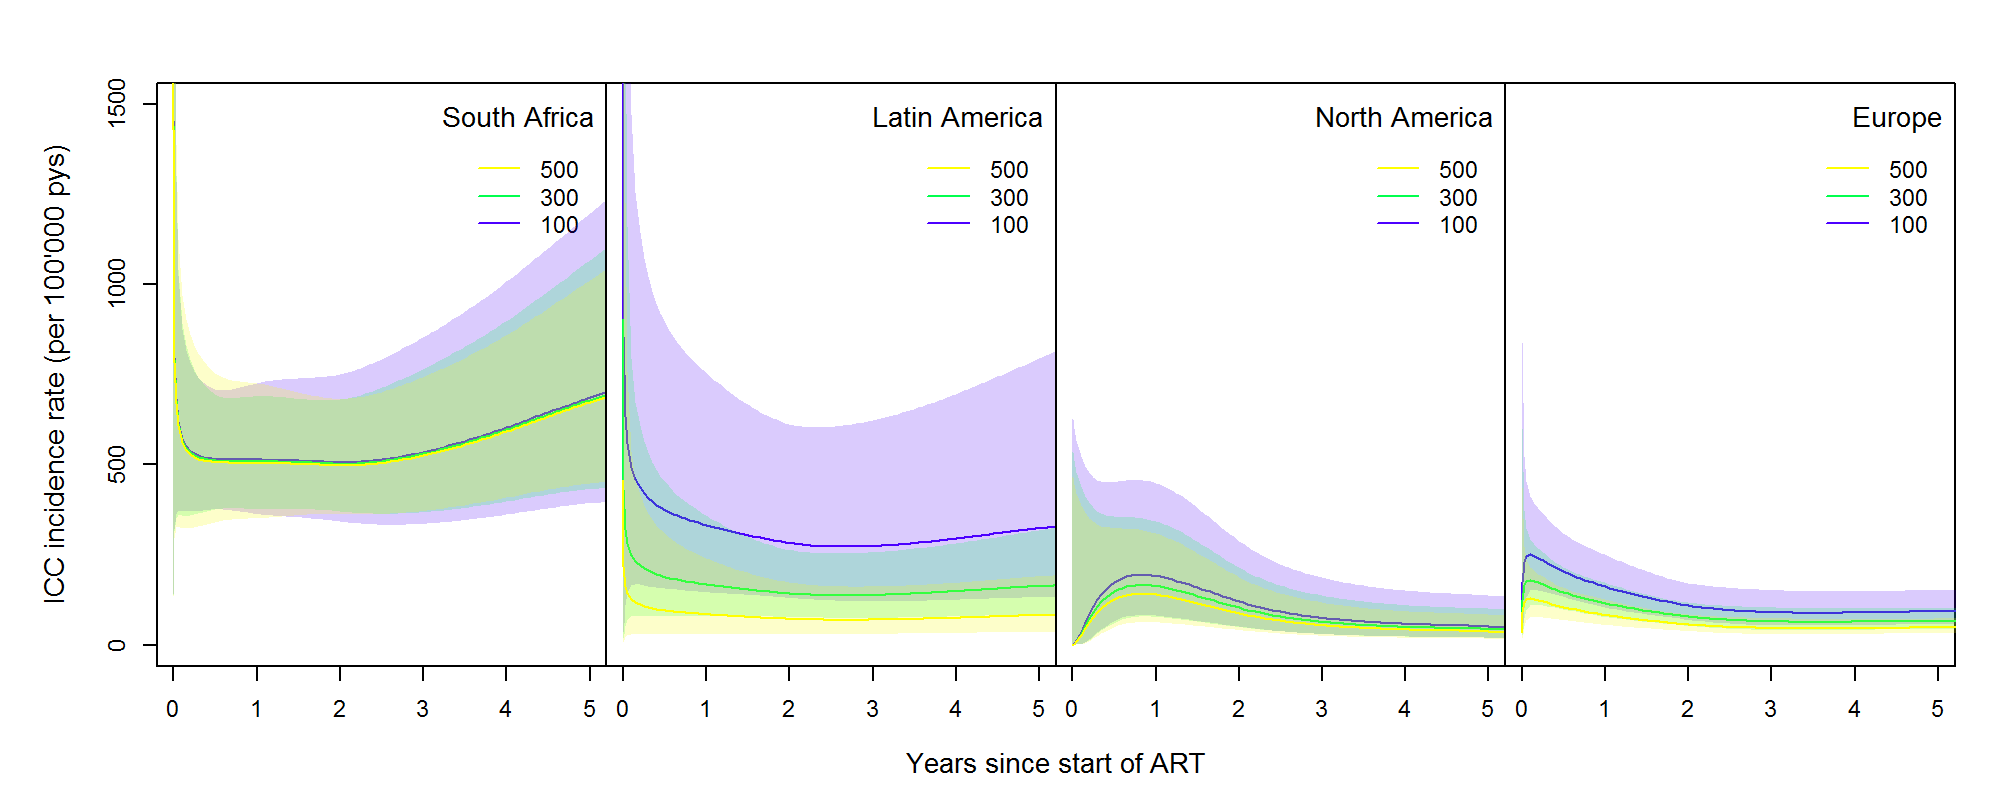 ICC incidence rate (per 100'000 pys)
0
500
1000
1500
South Africa
500
300
100
0 1 2 3 4 5
Latin America
500
300
100
0 1 2 3 4 5
North America
500
300
100
0 1 2 3 4 5
Europe
500
300
100
0 1 2 3 4 5
Years since start of ART